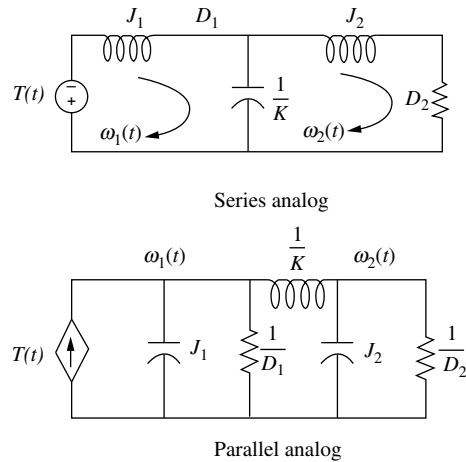 J₁ D₁ J₂
T(t) − + 1/K D₂
ω₁(t) ω₂(t)
Series analog
ω₁(t) 1/K ω₂(t)
T(t) J₁ 1/D₁ J₂ 1/D₂
Parallel analog